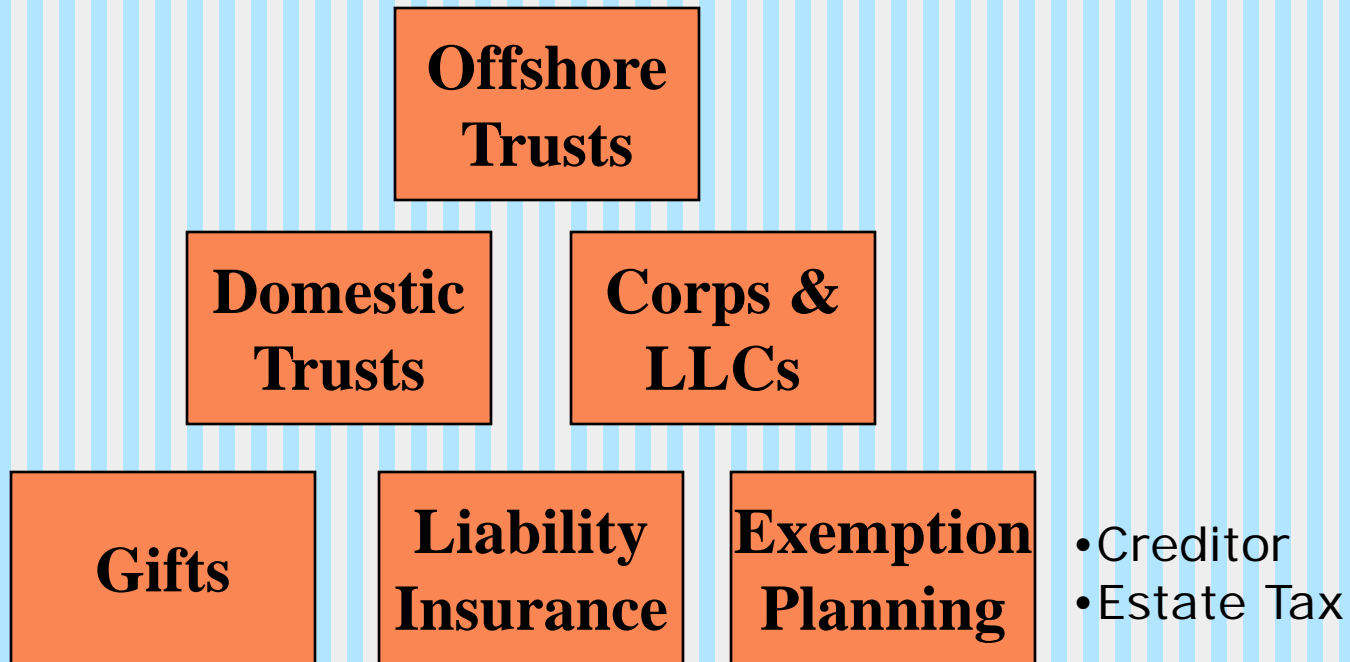 Offshore
Trusts
Domestic
Trusts
Corps &
LLCs
Gifts
Liability
Insurance
Exemption
Planning
•Creditor
•Estate Tax